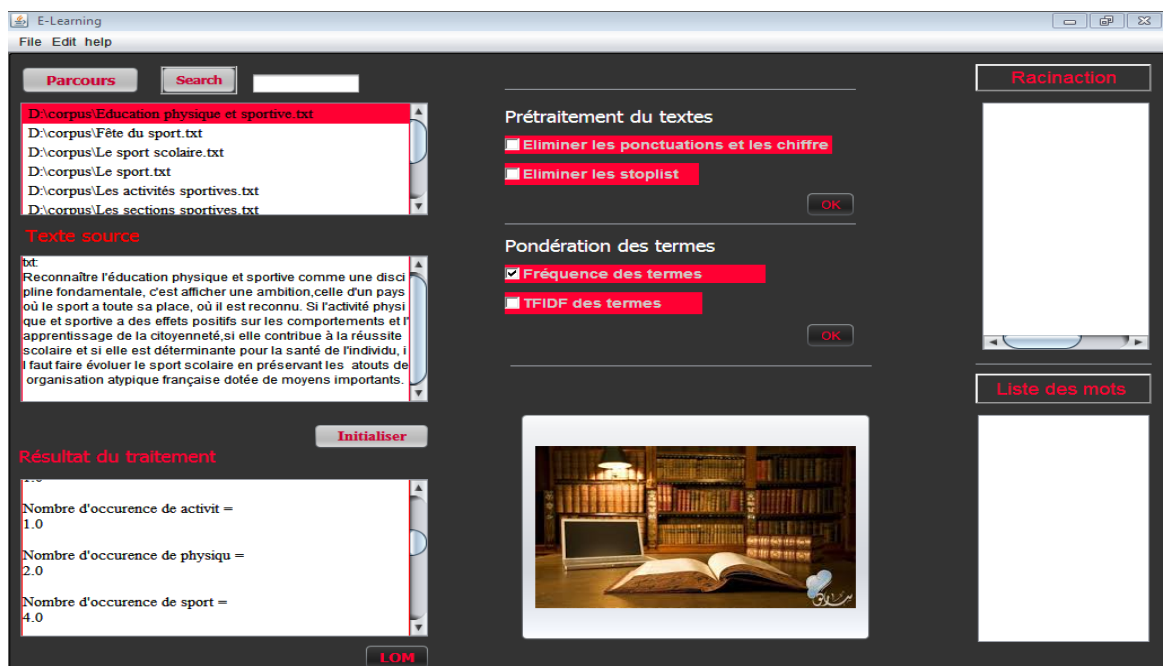 E-Learning
File Edit help
Parcours
Search
D:\corpus\Education physique et sportive.txt
D:\corpus\Fête du sport.txt
D:\corpus\Le sport scolaire.txt
D:\corpus\Le sport.txt
D:\corpus\Les activités sportives.txt
D:\corpus\Les sections sportives.txt
Texte source
txt:
Reconnaître l'éducation physique et sportive comme une disci
pline fondamentale, c'est afficher une ambition,celle d'un pays
où le sport a toute sa place, où il est reconnu. Si l'activité physi
que et sportive a des effets positifs sur les comportements et l'
apprentissage de la citoyenneté,si elle contribue à la réussite
scolaire et si elle est déterminante pour la santé de l'individu, i
l faut faire évoluer le sport scolaire en préservant les atouts de
organisation atypique française dotée de moyens importants.
Initialiser
Résultat du traitement
1.0
Nombre d'occurence de activit =
1.0
Nombre d'occurence de physiqu =
2.0
Nombre d'occurence de sport =
4.0
LOM
Prétraitement du textes
Eliminer les ponctuations et les chiffre
Eliminer les stoplist
OK
Pondération des termes
Fréquence des termes
TFIDF des termes
OK
Racinaction
Liste des mots